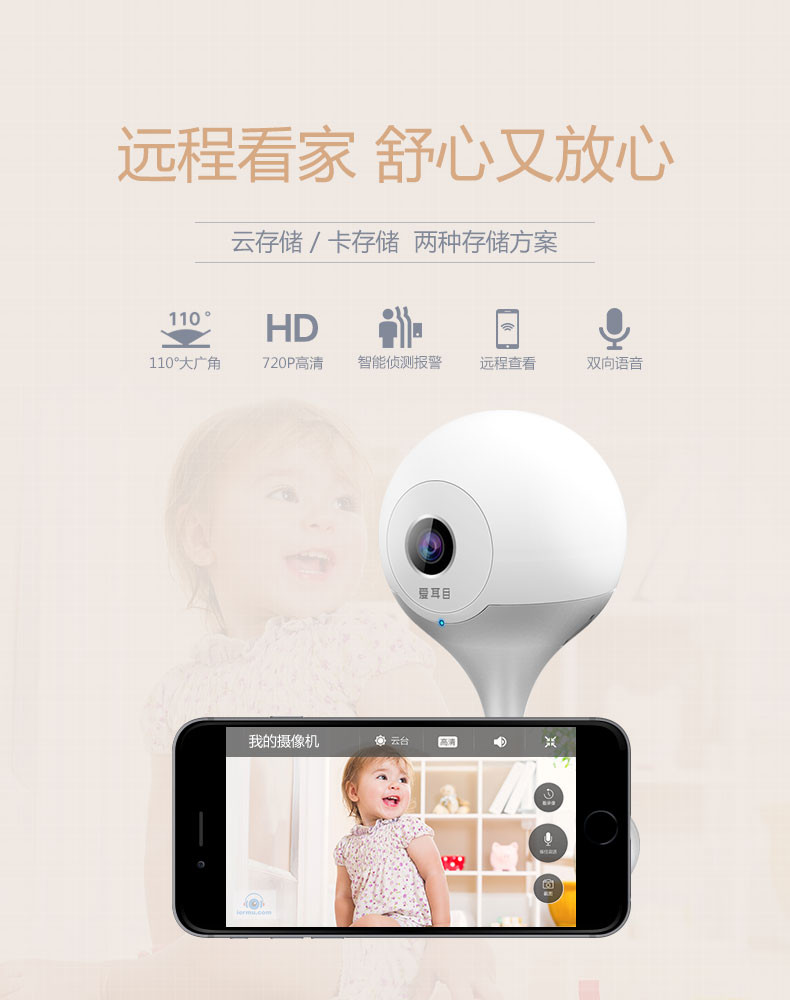 远程看家 舒心又放心
云存储 / 卡存储 两种存储方案
110°
HD
110°大广角
720P高清
智能侦测报警
远程查看
双向语音
爱耳目
我的摄像机
云台
高清
iermu.com